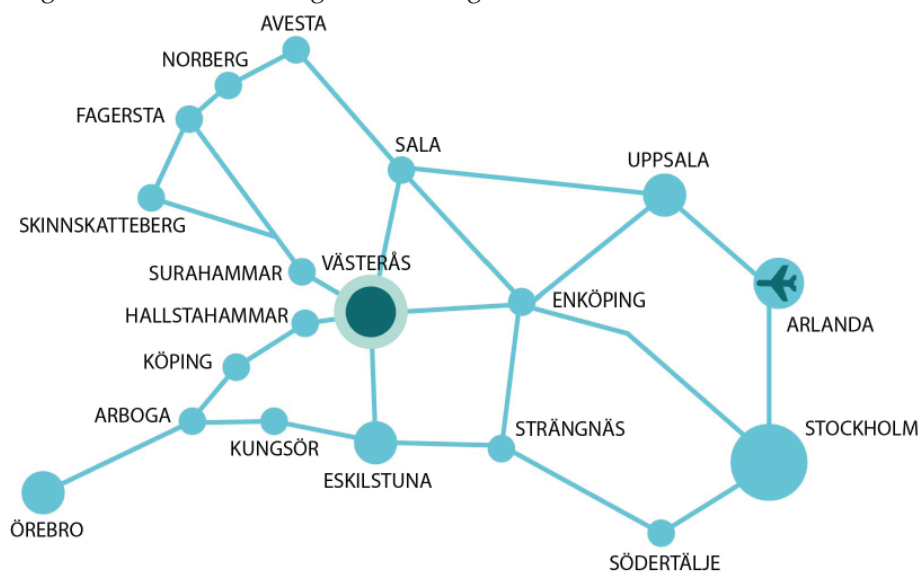 AVESTA
NORBERG
FAGERSTA
SALA
UPPSALA
SKINNSKATTEBERG
SURAHAMMAR
VÄSTERÅS
HALLSTAHAMMAR
ENKÖPING
ARLANDA
KÖPING
ARBOGA
KUNGSÖR
STRÄNGNÄS
STOCKHOLM
ESKILSTUNA
ÖREBRO
SÖDERTÄLJE